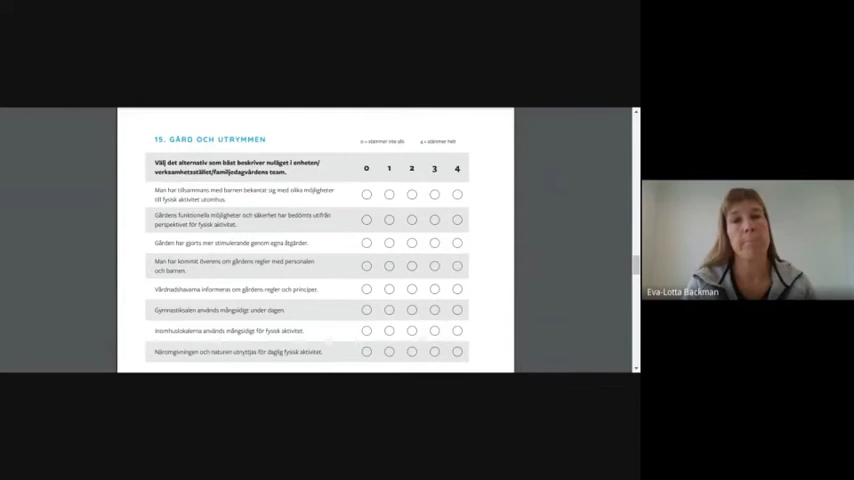 15. GÅRD OCH UTRYMMEN
0 = stämmer inte alls 4 = stämmer helt
Välj det alternativ som bäst beskriver nuläget i enheten/
verksamhetsstället/familjedagvårdens team.
0 1 2 3 4
Man har tillsammans med barnen bekantat sig med olika möjligheter
till fysisk aktivitet utomhus.
Gårdens funktionella möjligheter och säkerhet har bedömts utifrån
perspektivet för fysisk aktivitet.
Gården har gjorts mer stimulerande genom egna åtgärder.
Man har kommit överens om gårdens regler med personalen
och barnen.
Vårdnadshavarna informeras om gårdens regler och principer.
Gymnastiksalen används mångsidigt under dagen.
Inomhuslokalerna används mångsidigt för fysisk aktivitet.
Näromgivningen och naturen utnyttjas för daglig fysisk aktivitet.
Eva-Lotta Backman